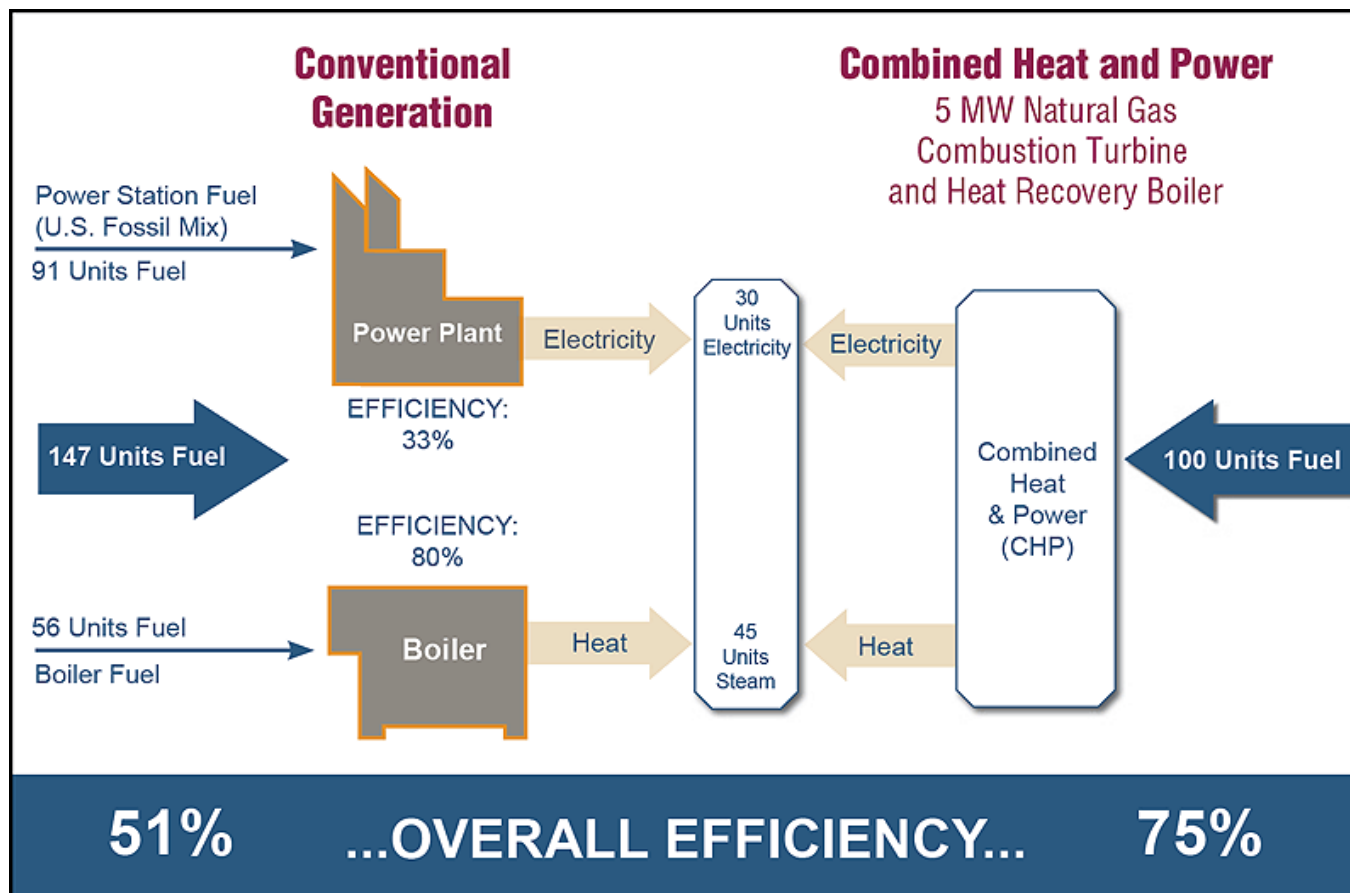 Conventional
Generation
Combined Heat and Power
5 MW Natural Gas
Combustion Turbine
and Heat Recovery Boiler
Power Station Fuel
(U.S. Fossil Mix)
91 Units Fuel
Power Plant
Electricity
30
Units
Electricity
Electricity
EFFICIENCY:
33%
147 Units Fuel
Combined
Heat
& Power
(CHP)
100 Units Fuel
EFFICIENCY:
80%
56 Units Fuel
Boiler Fuel
Boiler
Heat
45
Units
Steam
Heat
51%
...OVERALL EFFICIENCY...
75%